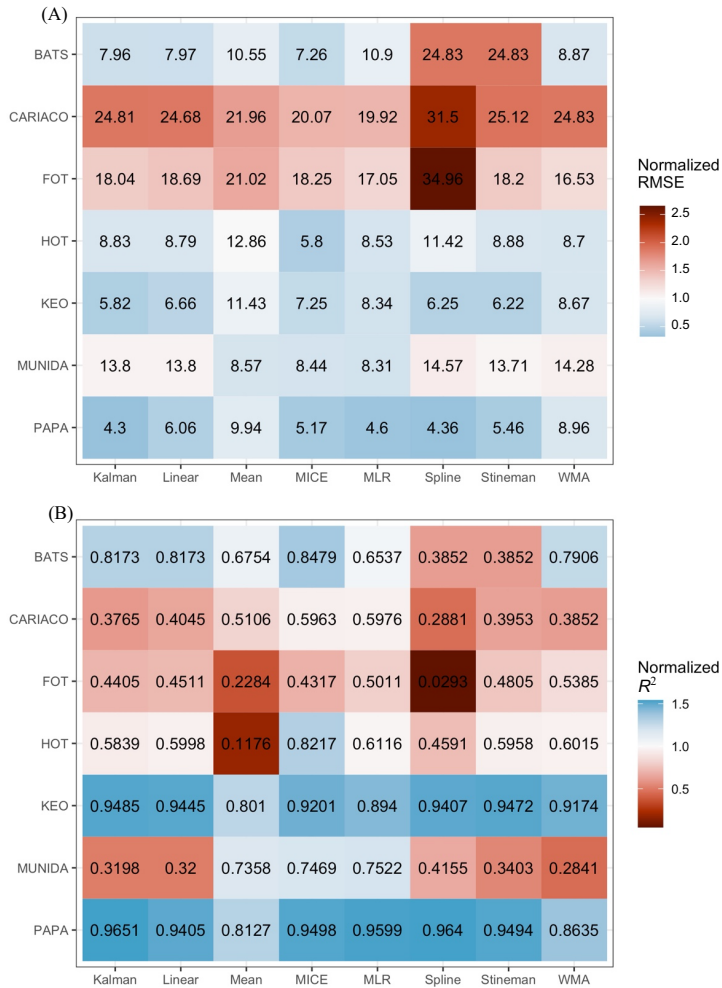 (A)
BATS 7.96 7.97 10.55 7.26 10.9 24.83 24.83 8.87
CARIACO 24.81 24.68 21.96 20.07 19.92 31.5 25.12 24.83
FOT 18.04 18.69 21.02 18.25 17.05 34.96 18.2 16.53
HOT 8.83 8.79 12.86 5.8 8.53 11.42 8.88 8.7
KEO 5.82 6.66 11.43 7.25 8.34 6.25 6.22 8.67
MUNIDA 13.8 13.8 8.57 8.44 8.31 14.57 13.71 14.28
PAPA 4.3 6.06 9.94 5.17 4.6 4.36 5.46 8.96
Kalman Linear Mean MICE MLR Spline Stineman WMA
Normalized
RMSE
2.5
2.0
1.5
1.0
0.5
(B)
BATS 0.8173 0.8173 0.6754 0.8479 0.6537 0.3852 0.3852 0.7906
CARIACO 0.3765 0.4045 0.5106 0.5963 0.5976 0.2881 0.3953 0.3852
FOT 0.4405 0.4511 0.2284 0.4317 0.5011 0.0293 0.4805 0.5385
HOT 0.5839 0.5998 0.1176 0.8217 0.6116 0.4591 0.5958 0.6015
KEO 0.9485 0.9445 0.801 0.9201 0.894 0.9407 0.9472 0.9174
MUNIDA 0.3198 0.32 0.7358 0.7469 0.7522 0.4155 0.3403 0.2841
PAPA 0.9651 0.9405 0.8127 0.9498 0.9599 0.964 0.9494 0.8635
Kalman Linear Mean MICE MLR Spline Stineman WMA
Normalized
R²
1.5
1.0
0.5